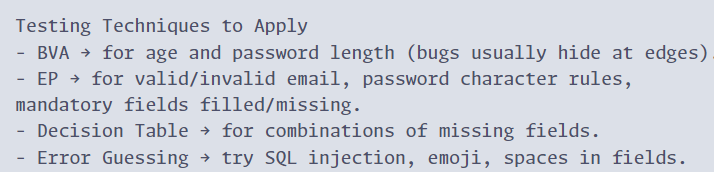 Testing Techniques to Apply
- BVA → for age and password length (bugs usually hide at edges).
- EP → for valid/invalid email, password character rules,
mandatory fields filled/missing.
- Decision Table → for combinations of missing fields.
- Error Guessing → try SQL injection, emoji, spaces in fields.